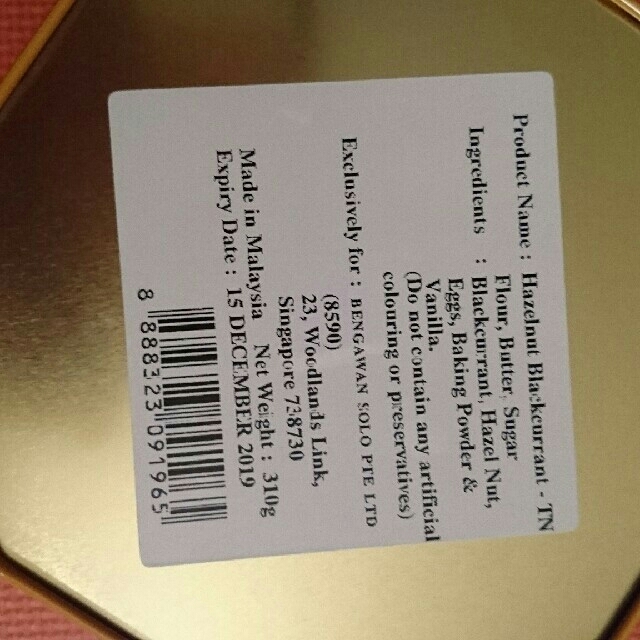 Product Name : Hazelnut Blackcurrant - TN
Ingredients : Flour, Butter, Sugar
Blackcurrant, Hazel Nut,
Eggs, Baking Powder &
Vanilla.
(Do not contain any artificial
colouring or preservatives)
Exclusively for : BENGAWAN SOLO PTE LTD
(8590)
23, Woodlands Link,
Singapore 738730
Made in Malaysia Net Weight : 310g
Expiry Date : 15 DECEMBER 2019
8 888323 091965